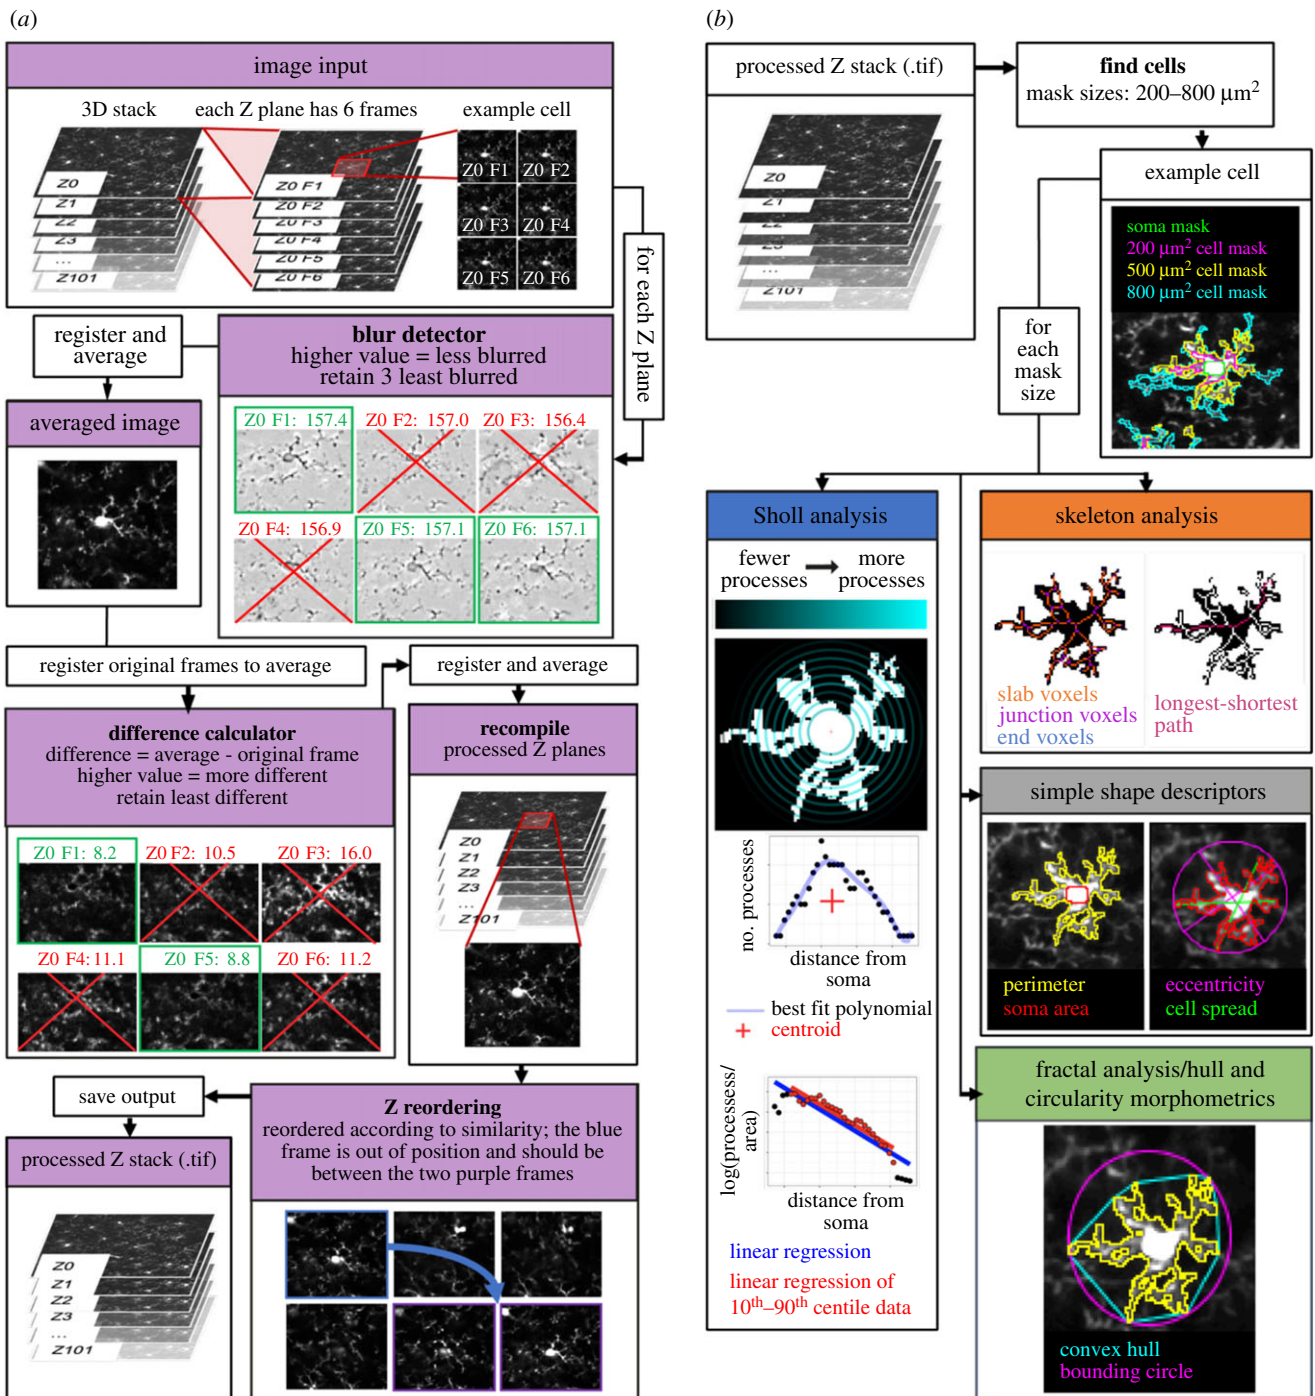 (a)
image input
3D stack
each Z plane has 6 frames
example cell
Z0
Z1
Z2
Z3
...
Z101
Z0 F1
Z0 F2
Z0 F3
Z0 F4
Z0 F5
Z0 F6
Z0 F1 Z0 F2
Z0 F3 Z0 F4
Z0 F5 Z0 F6
for each Z plane
register and
average
blur detector
higher value = less blurred
retain 3 least blurred
Z0 F1: 157.4
Z0 F2: 157.0
Z0 F3: 156.4
Z0 F4: 156.9
Z0 F5: 157.1
Z0 F6: 157.1
averaged image
register original frames to average
register and average
difference calculator
difference = average - original frame
higher value = more different
retain least different
Z0 F1: 8.2
Z0 F2: 10.5
Z0 F3: 16.0
Z0 F4: 11.1
Z0 F5: 8.8
Z0 F6: 11.2
recompile
processed Z planes
Z0
Z1
Z2
Z3
...
Z101
save output
Z reordering
reordered according to similarity; the blue
frame is out of position and should be
between the two purple frames
processed Z stack (.tif)
Z0
Z1
Z2
Z3
...
Z101
(b)
processed Z stack (.tif)
Z0
Z1
Z2
Z3
...
Z101
find cells
mask sizes: 200–800 µm²
example cell
soma mask
200 µm² cell mask
500 µm² cell mask
800 µm² cell mask
for
each
mask
size
Sholl analysis
fewer
processes
more
processes
no. processes
distance from
soma
best fit polynomial
centroid
log(processess/
area)
distance from
soma
linear regression
linear regression of
10th–90th centile data
skeleton analysis
slab voxels
junction voxels
end voxels
longest-shortest
path
simple shape descriptors
perimeter
soma area
eccentricity
cell spread
fractal analysis/hull and
circularity morphometrics
convex hull
bounding circle